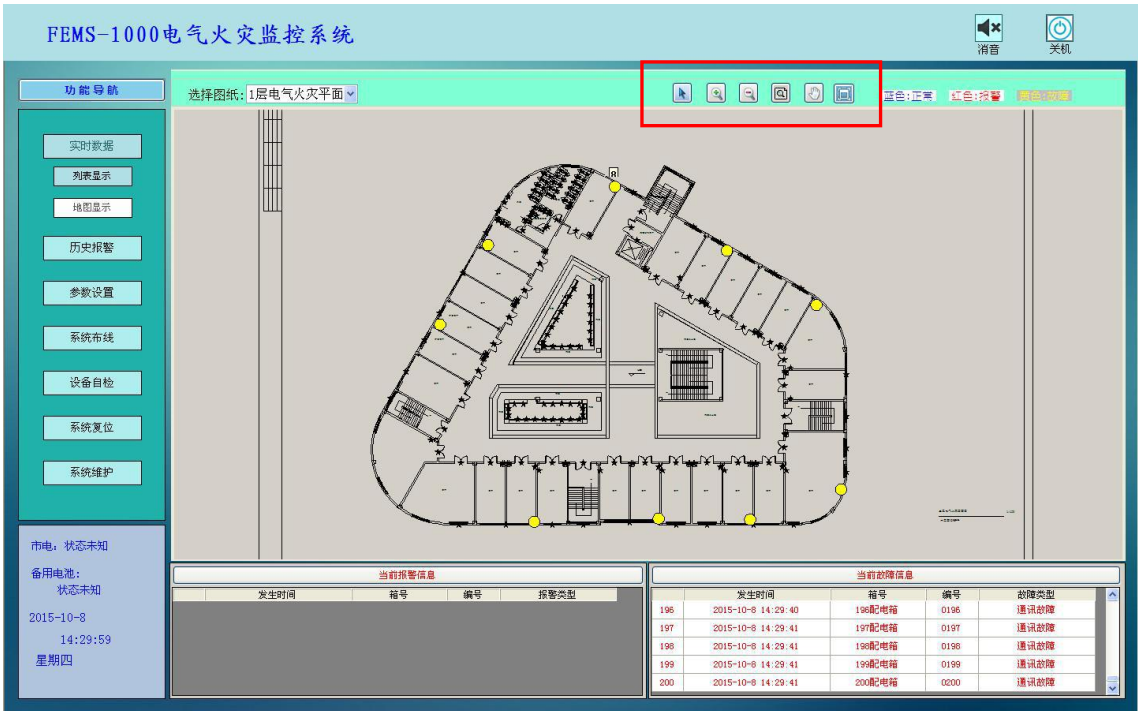 FEMS-1000电气火灾监控系统
消音
关机
功能导航
选择图纸:
1层电气火灾平面
蓝色:正常
红色:报警
黄色:故障
实时数据
列表显示
地图显示
历史报警
参数设置
系统布线
设备自检
系统复位
系统维护
市电: 状态未知
备用电池:
状态未知
2015-10-8
14:29:59
星期四
当前报警信息
发生时间 箱号 编号 报警类型
当前故障信息
发生时间 箱号 编号 故障类型
196 2015-10-8 14:29:40 196配电箱 0196 通讯故障
197 2015-10-8 14:29:41 197配电箱 0197 通讯故障
198 2015-10-8 14:29:41 198配电箱 0198 通讯故障
199 2015-10-8 14:29:41 199配电箱 0199 通讯故障
200 2015-10-8 14:29:41 200配电箱 0200 通讯故障